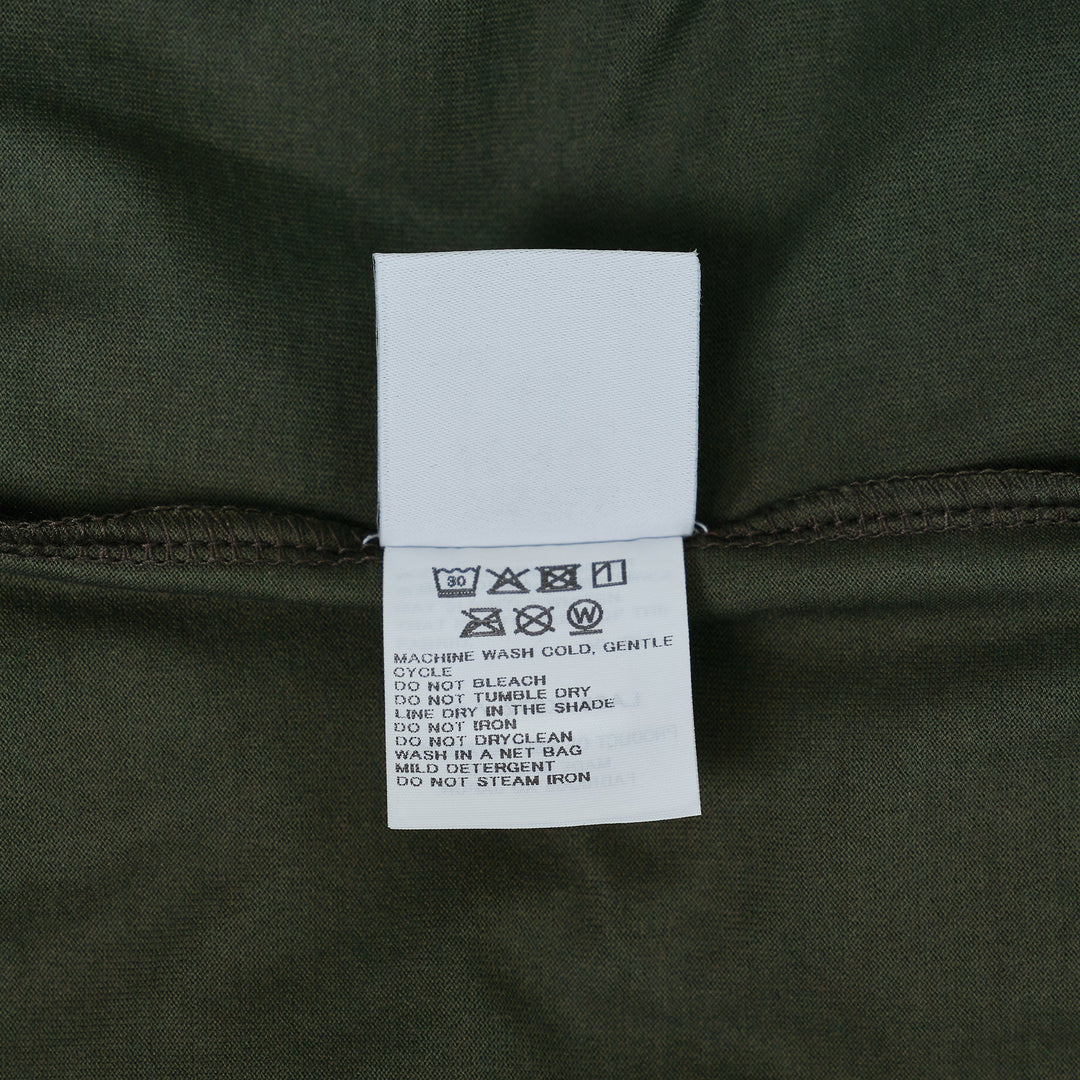 30
W
MACHINE WASH COLD, GENTLE
CYCLE
DO NOT BLEACH
DO NOT TUMBLE DRY
LINE DRY IN THE SHADE
DO NOT IRON
DO NOT DRYCLEAN
WASH IN A NET BAG
MILD DETERGENT
DO NOT STEAM IRON